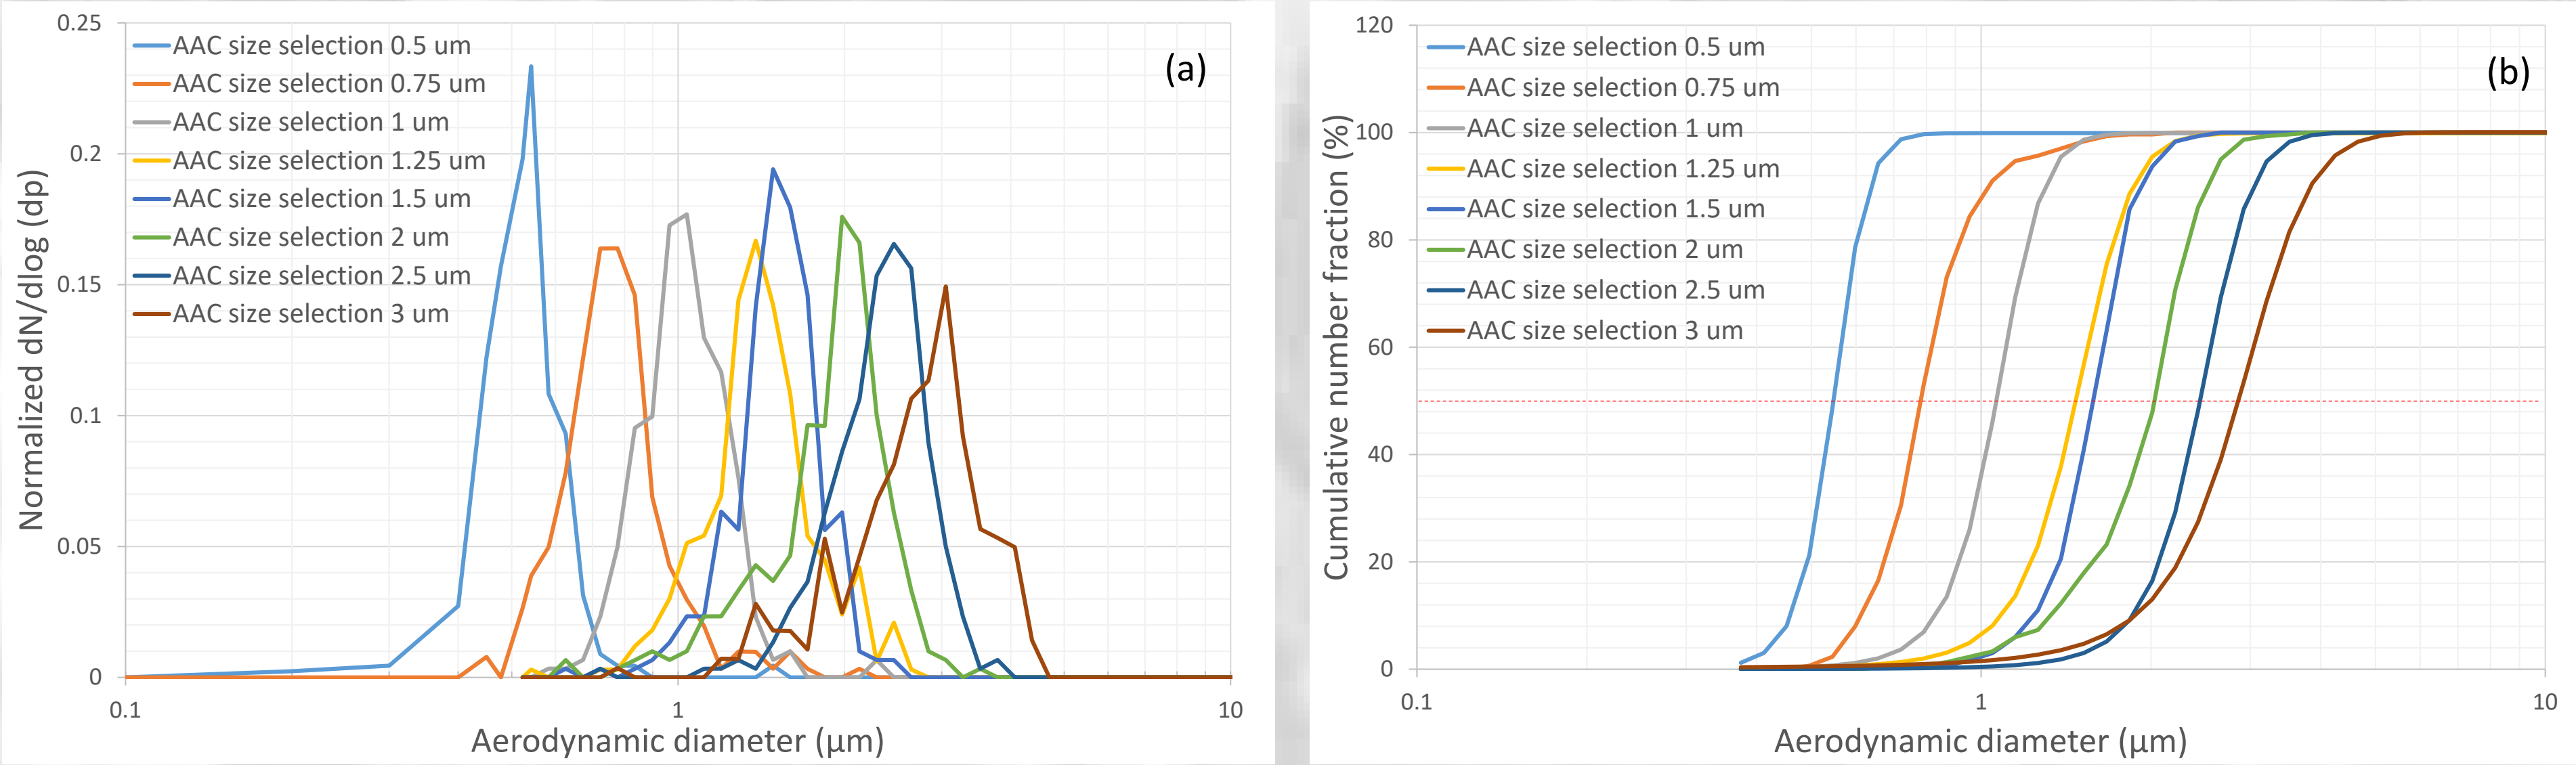 0.25
0.2
0.15
0.1
0.05
0
0.1
1
10
Normalized dN/dlog (dp)
Aerodynamic diameter (µm)
(a)
AAC size selection 0.5 um
AAC size selection 0.75 um
AAC size selection 1 um
AAC size selection 1.25 um
AAC size selection 1.5 um
AAC size selection 2 um
AAC size selection 2.5 um
AAC size selection 3 um
120
100
80
60
40
20
0
0.1
1
10
Cumulative number fraction (%)
Aerodynamic diameter (µm)
(b)
AAC size selection 0.5 um
AAC size selection 0.75 um
AAC size selection 1 um
AAC size selection 1.25 um
AAC size selection 1.5 um
AAC size selection 2 um
AAC size selection 2.5 um
AAC size selection 3 um